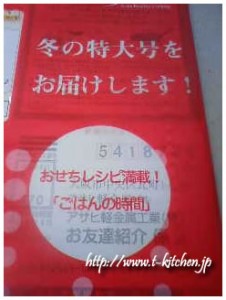 冬の特大号を
お届けします！
5418
おせちレシピ満載！
「ごはんの時間」
アサヒ軽金属工業(株)
お友達紹介
http://www.t-kitchen.jp